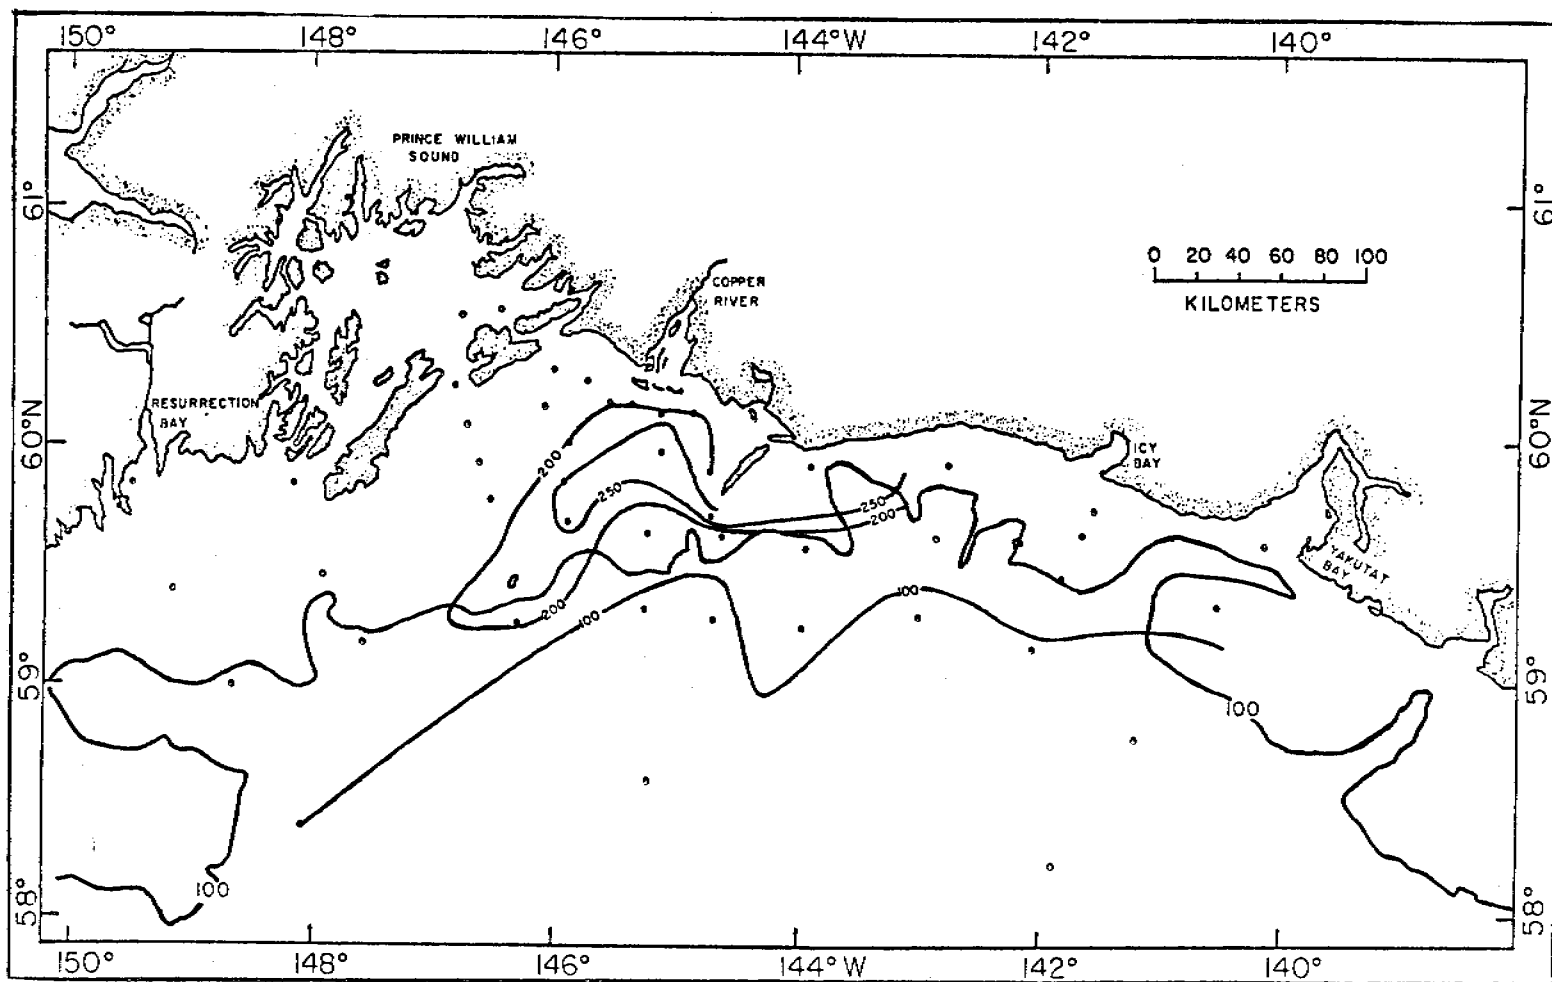 150° 148° 146° 144°W 142° 140°
PRINCE WILLIAM
SOUND
61°
61°
0 20 40 60 80 100
KILOMETERS
COPPER
RIVER
RESURRECTION
BAY
60°N
60°N
ICY
BAY
200
250
250
200
YAKUTAT
BAY
200
100
100
59°
59°
100
100
58°
58°
150° 148° 146° 144°W 142° 140°